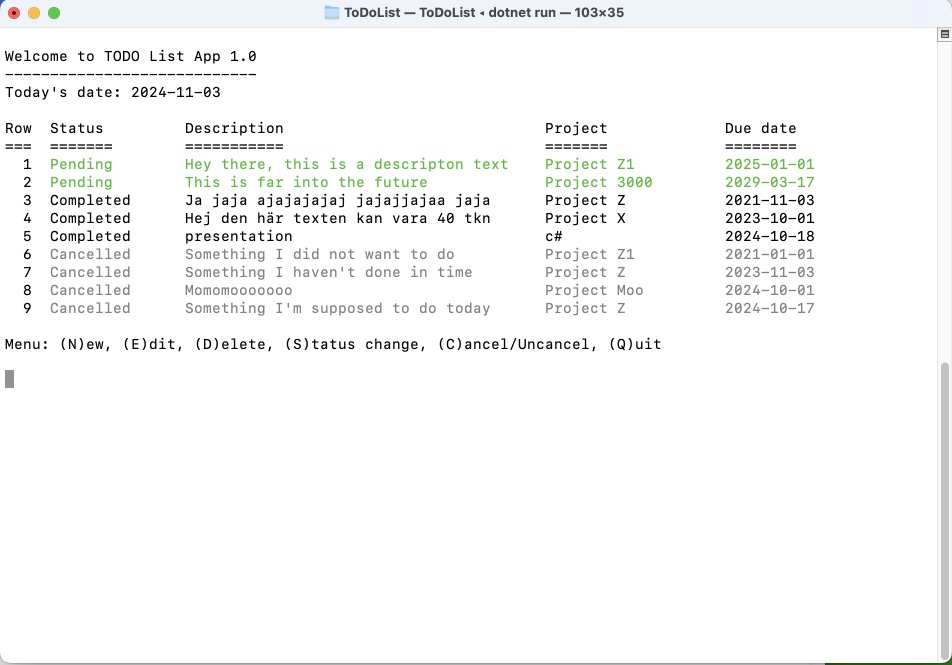 ToDoList — ToDoList ◂ dotnet run — 103×35
Welcome to TODO List App 1.0
----------------------------
Today's date: 2024-11-03
Row  Status         Description                             Project             Due date
===  =======        ===========                             =======             ========
  1  Pending        Hey there, this is a descripton text    Project Z1          2025-01-01
  2  Pending        This is far into the future             Project 3000        2029-03-17
  3  Completed      Ja jaja ajajajajaj jajajjajaa jaja      Project Z           2021-11-03
  4  Completed      Hej den här texten kan vara 40 tkn      Project X           2023-10-01
  5  Completed      presentation                            c#                  2024-10-18
  6  Cancelled      Something I did not want to do          Project Z1          2021-01-01
  7  Cancelled      Something I haven't done in time        Project Z           2023-11-03
  8  Cancelled      Momomooooooo                            Project Moo         2024-10-01
  9  Cancelled      Something I'm supposed to do today      Project Z           2024-10-17
Menu: (N)ew, (E)dit, (D)elete, (S)tatus change, (C)ancel/Uncancel, (Q)uit